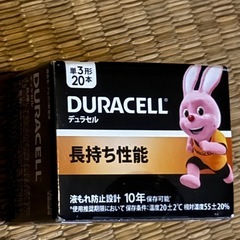 単3形
20本
DURACELL
デュラセル
長持ち性能
液もれ防止設計 10年保存可能*
*使用推奨期限において 保存条件:温度20±2℃ 相対湿度55±20%